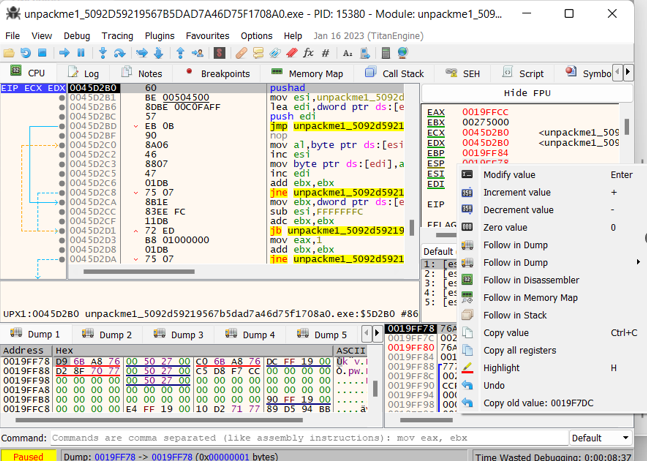 unpackme1_5092D59219567B5DAD7A46D75F1708A0.exe - PID: 15380 - Module: unpackme1_509...
File View Debug Tracing Plugins Favourites Options Help Jan 16 2023 (TitanEngine)
CPU Log Notes Breakpoints Memory Map Call Stack SEH Script Symbo
EIP ECX EDX 0045D2B0 60 pushad
0045D2B1 BE 00504500 mov esi,unpackme1_5092d592195
0045D2B6 8DBE 00C0FAFF lea edi,dword ptr ds:[e
0045D2BC 57 push edi
0045D2BD EB 0B jmp unpackme1_5092d5921
0045D2BF 90 nop
0045D2C0 8A06 mov al,byte ptr ds:[esi
0045D2C2 46 inc esi
0045D2C3 8807 mov byte ptr ds:[edi],a
0045D2C5 47 inc edi
0045D2C6 01DB add ebx,ebx
0045D2C8 75 07 jne unpackme1_5092d5921
0045D2CA 8B1E mov ebx,dword ptr ds:[e
0045D2CC 83EE FC sub esi,FFFFFFFC
0045D2CF 11DB adc ebx,ebx
0045D2D1 72 ED jb unpackme1_5092d59219
0045D2D3 B8 01000000 mov eax,1
0045D2D8 01DB add ebx,ebx
0045D2DA 75 07 jne unpackme1_5092d5921
Hide FPU
EAX 0019FFCC
EBX 00275000
ECX 0045D2B0 <unpackme1_5
EDX 0045D2B0 <unpackme1_5
EBP 0019FF84
ESP 0019FF78
ESI
EDI
EIP
EFLAG
Modify value Enter
Increment value +
Decrement value -
Zero value 0
Follow in Dump
Follow in Dump
Follow in Disassembler
Follow in Memory Map
Follow in Stack
Copy value Ctrl+C
Copy all registers
Highlight H
Undo
Copy old value: 0019F7DC
Default
1: [es
2: [es
3: [es
4: [es
5: [es
UPX1:0045D2B0 unpackme1_5092d59219567b5dad7a46d75f1708a0.exe:$5D2B0 #86
Dump 1 Dump 2 Dump 3 Dump 4 Dump 5
Address Hex ASCII
0019FF78 D9 6B A8 76 00 50 27 00 C0 6B A8 76 DC FF 19 00
0019FF88 D2 8F 70 77 00 50 27 00 C5 D8 F7 CC 00 00 00 00
0019FF98 00 00 00 00 00 50 27 00 00 00 00 00 00 00 00 00
0019FFA8 00 00 00 00 00 00 00 00 00 00 00 00 00 00 00 00
0019FFB8 00 00 00 00 00 00 00 00 90 FF 19 00
0019FFC8 00 00 00 00 E4 FF 19 00 10 D2 71 77 89 D5 94 BB
0019FF78 76A
0019FF7C 002
0019FF80 76A
0019FF84
0019FF88
0019FF8C
0019FF90
0019FF94
0019FF98
Command: Commands are comma separated (like assembly instructions): mov eax, ebx Default
Paused Dump: 0019FF78 -> 0019FF78 (0x00000001 bytes) Time Wasted Debugging: 0:00:08:37